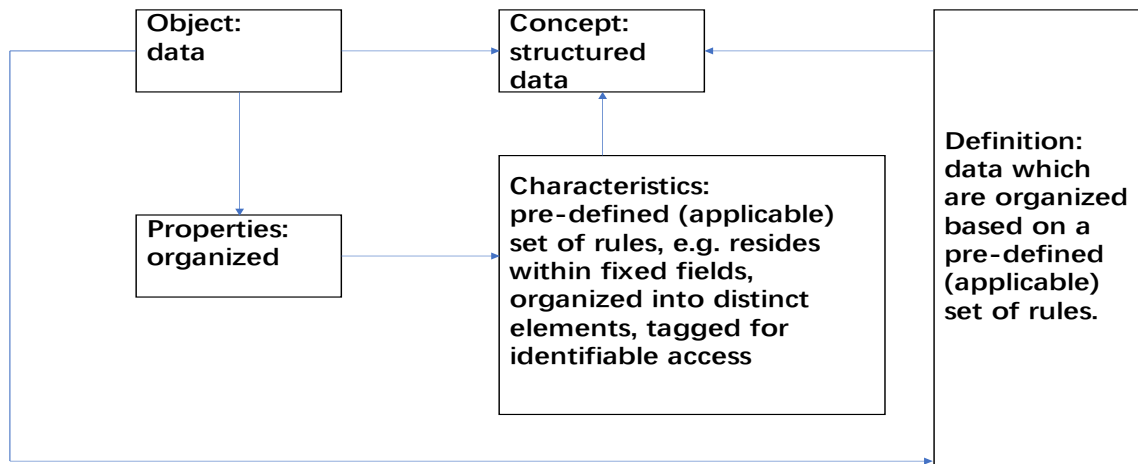 Object:
data
Concept:
structured
data
Definition:
data which
are organized
based on a
pre-defined
(applicable)
set of rules.
Properties:
organized
Characteristics:
pre-defined (applicable)
set of rules, e.g. resides
within fixed fields,
organized into distinct
elements, tagged for
identifiable access